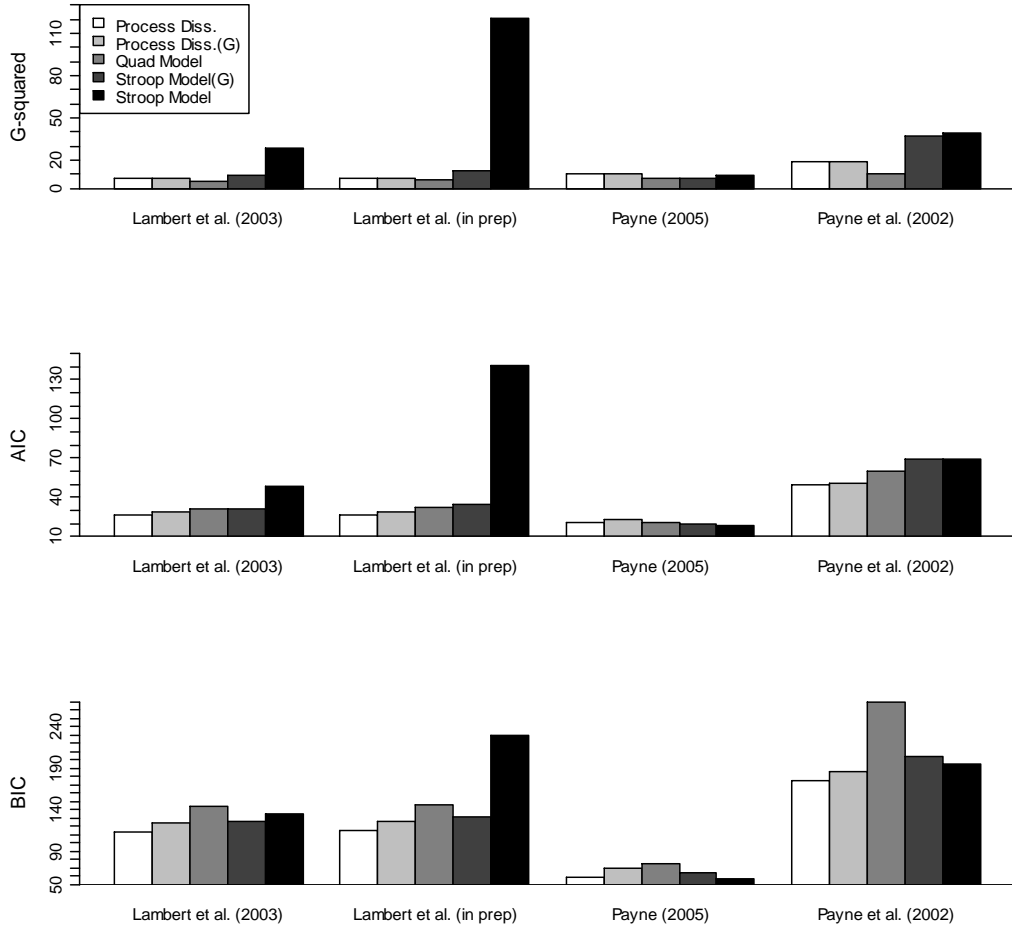 G-squared
110
80
50
20
0
Process Diss.
Process Diss.(G)
Quad Model
Stroop Model(G)
Stroop Model
Lambert et al. (2003) Lambert et al. (in prep) Payne (2005) Payne et al. (2002)
AIC
130
100
70
40
10
Lambert et al. (2003) Lambert et al. (in prep) Payne (2005) Payne et al. (2002)
BIC
240
190
140
90
50
Lambert et al. (2003) Lambert et al. (in prep) Payne (2005) Payne et al. (2002)